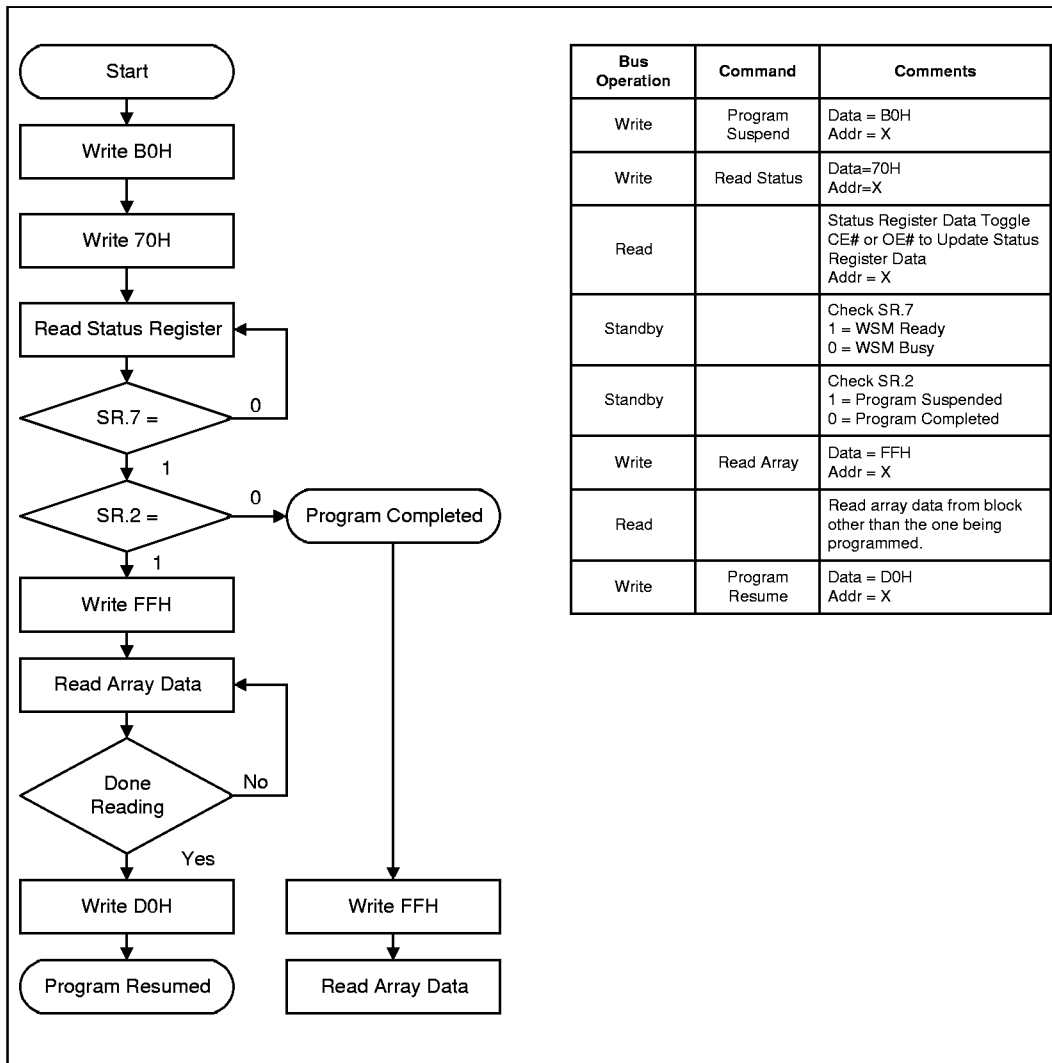 Start
Write B0H
Write 70H
Read Status Register
SR.7 =
0
1
SR.2 =
0
Program Completed
1
Write FFH
Read Array Data
Done
Reading
No
Yes
Write D0H
Program Resumed
Write FFH
Read Array Data
Bus
Operation
Command
Comments
Write
Program
Suspend
Data = B0H
Addr = X
Write
Read Status
Data=70H
Addr=X
Read
Status Register Data Toggle
CE# or OE# to Update Status
Register Data
Addr = X
Standby
Check SR.7
1 = WSM Ready
0 = WSM Busy
Standby
Check SR.2
1 = Program Suspended
0 = Program Completed
Write
Read Array
Data = FFH
Addr = X
Read
Read array data from block
other than the one being
programmed.
Write
Program
Resume
Data = D0H
Addr = X